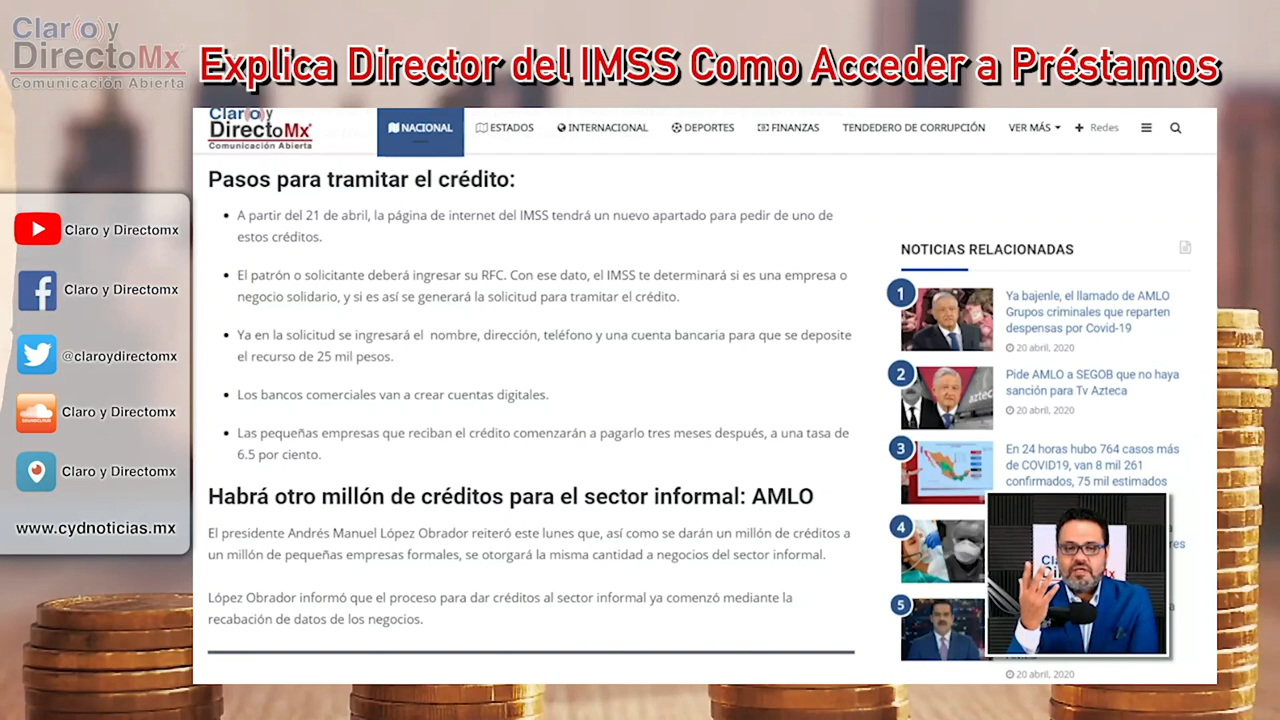 Claro y
DirectoMx
Comunicación Abierta
Explica Director del IMSS Como Acceder a Préstamos
Claro y
DirectoMx
Comunicación Abierta
NACIONAL
ESTADOS
INTERNACIONAL
DEPORTES
FINANZAS
TENDEDERO DE CORRUPCIÓN
VER MÁS
Redes
Claro y Directomx
Claro y Directomx
@claroydirectomx
SOUNDCLOUD
Claro y Directomx
Claro y Directomx
www.cydnoticias.mx
Pasos para tramitar el crédito:
• A partir del 21 de abril, la página de internet del IMSS tendrá un nuevo apartado para pedir de uno de
estos créditos.
• El patrón o solicitante deberá ingresar su RFC. Con ese dato, el IMSS te determinará si es una empresa o
negocio solidario, y si es así se generará la solicitud para tramitar el crédito.
• Ya en la solicitud se ingresará el nombre, dirección, teléfono y una cuenta bancaria para que se deposite
el recurso de 25 mil pesos.
• Los bancos comerciales van a crear cuentas digitales.
• Las pequeñas empresas que reciban el crédito comenzarán a pagarlo tres meses después, a una tasa de
6.5 por ciento.
Habrá otro millón de créditos para el sector informal: AMLO
El presidente Andrés Manuel López Obrador reiteró este lunes que, así como se darán un millón de créditos a
un millón de pequeñas empresas formales, se otorgará la misma cantidad a negocios del sector informal.
López Obrador informó que el proceso para dar créditos al sector informal ya comenzó mediante la
recabación de datos de los negocios.
NOTICIAS RELACIONADAS
1
Ya bajenle, el llamado de AMLO
Grupos criminales que reparten
despensas por Covid-19
20 abril, 2020
2
Pide AMLO a SEGOB que no haya
sanción para Tv Azteca
20 abril, 2020
3
En 24 horas hubo 764 casos más
de COVID19, van 8 mil 261
confirmados, 75 mil estimados
4
5
20 abril, 2020